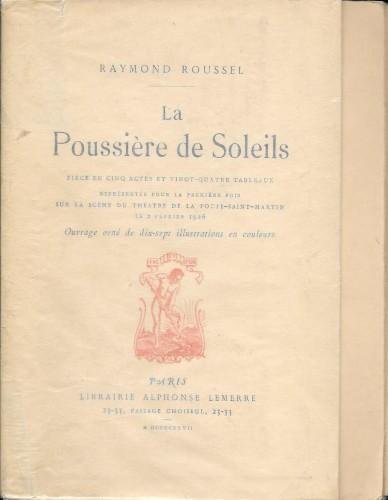 RAYMOND ROUSSEL
La
Poussière de Soleils
PIÈCE EN CINQ ACTES ET VINGT-QUATRE TABLEAUX
REPRÉSENTÉE POUR LA PREMIÈRE FOIS
SUR LA SCÈNE DU THÉATRE DE LA PORTE-SAINT-MARTIN
LE 2 FÉVRIER 1926
Ouvrage orné de dix-sept illustrations en couleurs
PARIS
LIBRAIRIE ALPHONSE LEMERRE
23-33, PASSAGE CHOISEUL, 23-33